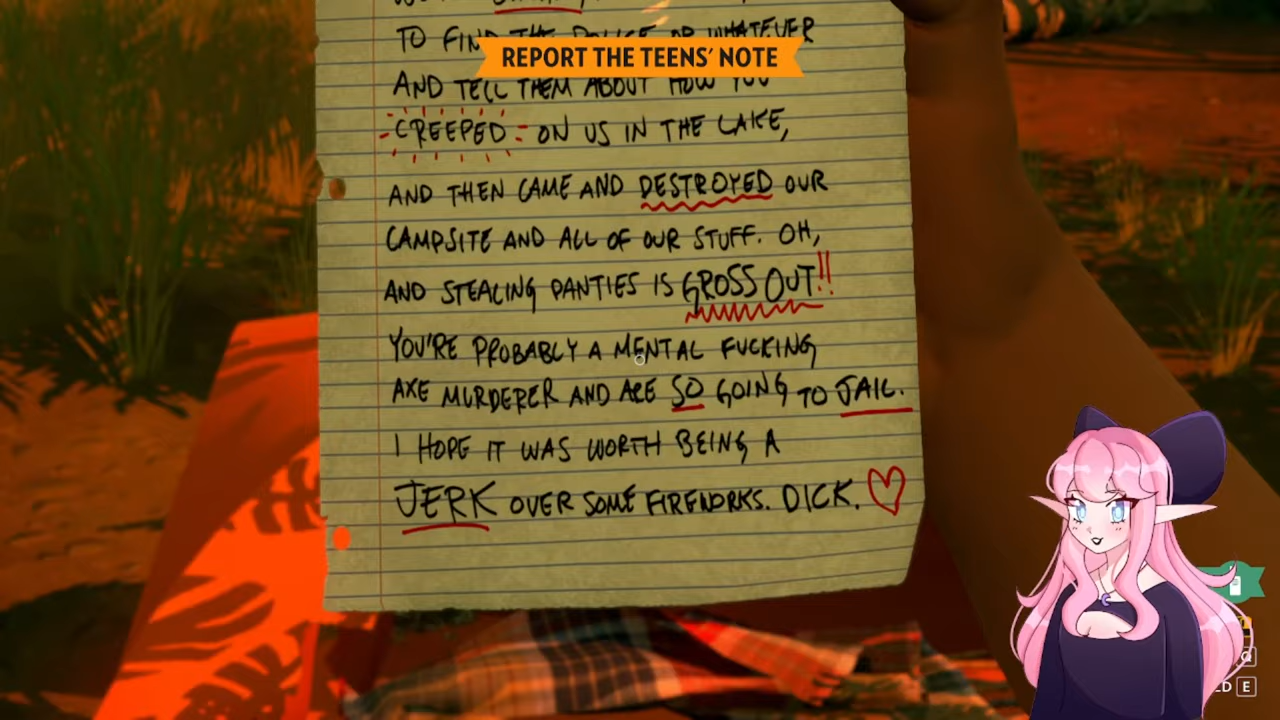 TO FIND THE POLICE OR WHATEVER
REPORT THE TEENS' NOTE
AND TELL THEM ABOUT HOW YOU
CREEPED ON US IN THE LAKE,
AND THEN CAME AND DESTROYED OUR
CAMPSITE AND ALL OF OUR STUFF. OH,
AND STEALING PANTIES IS GROSS OUT!!
YOU'RE PROBABLY A MENTAL FUCKING
AXE MURDERER AND ARE SO GOING TO JAIL.
I HOPE IT WAS WORTH BEING A
JERK OVER SOME FIREWORKS. DICK.
Q
E